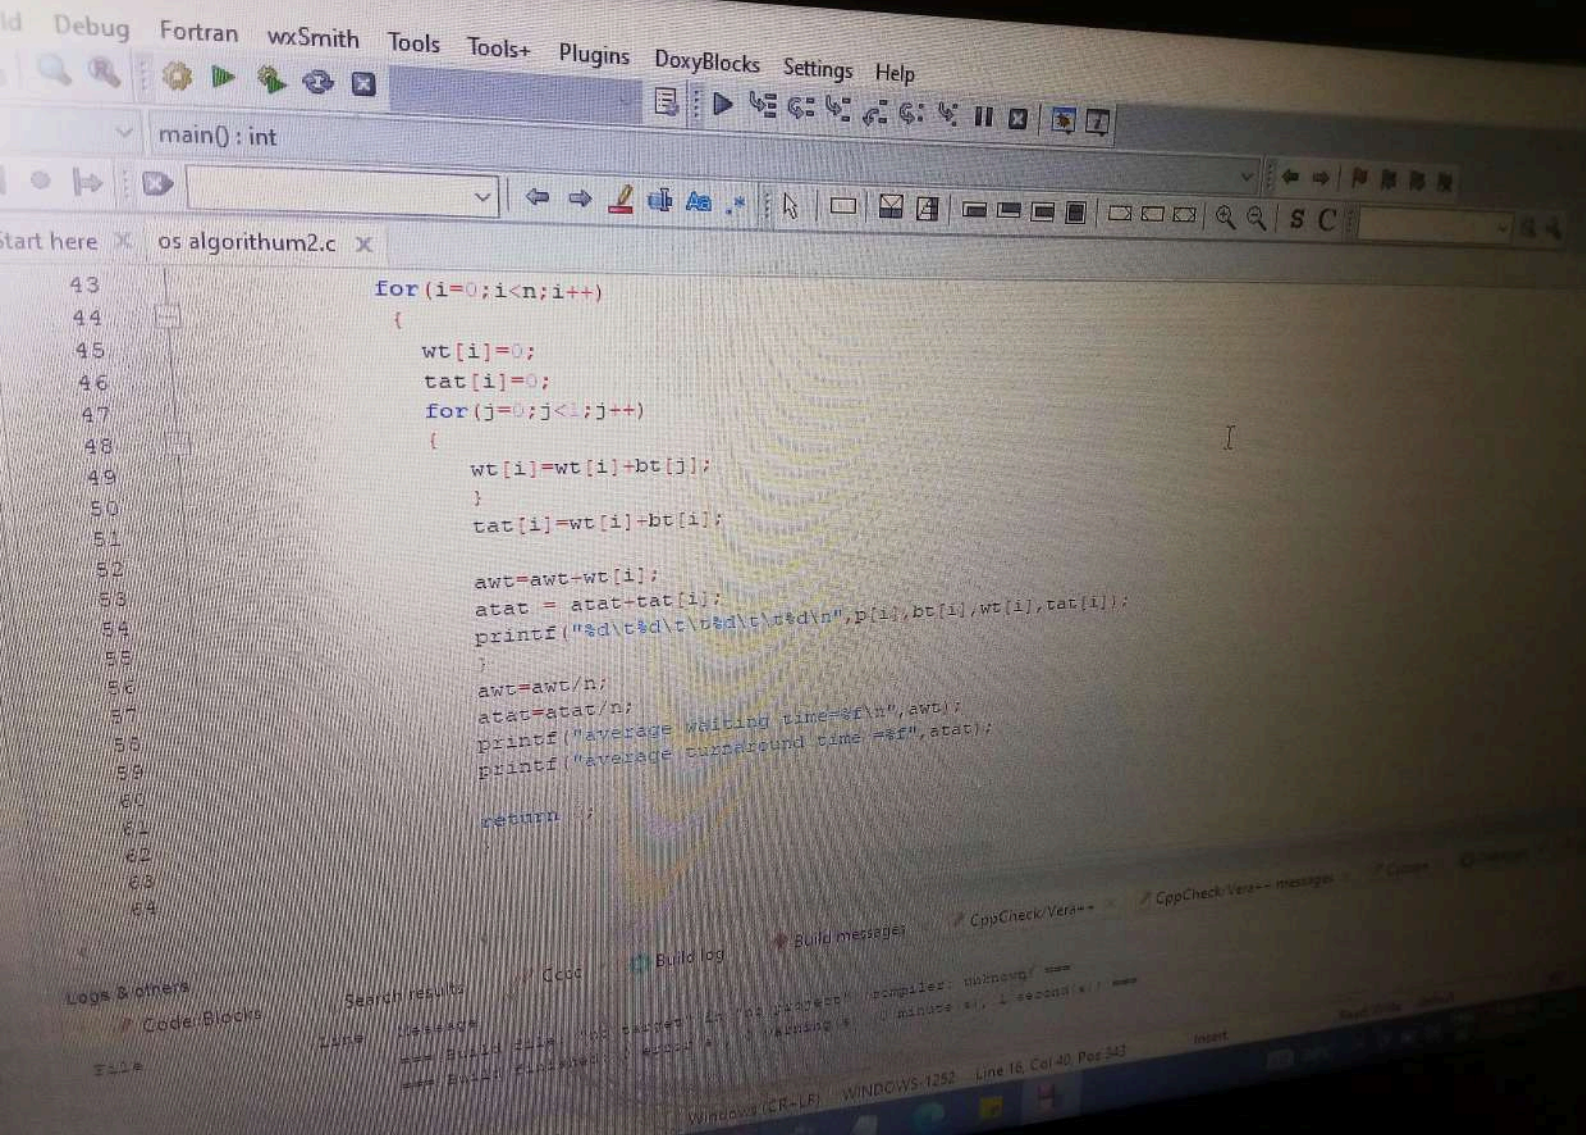 Debug Fortran wxSmith Tools Tools+ Plugins DoxyBlocks Settings Help
main() : int
S C
Start here os algorithum2.c
43 for(i=0;i<n;i++)
44 {
45 wt[i]=0;
46 tat[i]=0;
47 for(j=0;j< ;j++)
48 {
49 wt[i]=wt[i]+bt[j];
50 }
51 tat[i]=wt[i]+bt[i];
52
53 awt=awt+wt[i];
54 atat = atat+tat[i];
55 printf("%d\t%d\t\t%d\t\t%d\n",p[i],bt[i],wt[i],tat[i]);
56 }
57 awt=awt/n;
58 atat=atat/n;
59 printf("average waiting time=%f\n",awt);
60 printf("average turnaround time =%f",atat);
61
62 return ;
63
64
Logs & others
Code::Blocks Search results Cccc Build log Build messages CppCheck/Vera++ CppCheck/Vera++ messages
File Line Message
Windows (CR+LF) WINDOWS-1252 Line 16, Col 40, Pos 343 Insert